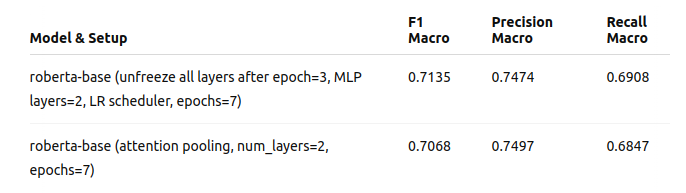 Model & Setup F1 Macro Precision Macro Recall Macro
roberta-base (unfreeze all layers after epoch=3, MLP 0.7135 0.7474 0.6908
layers=2, LR scheduler, epochs=7)
roberta-base (attention pooling, num_layers=2, 0.7068 0.7497 0.6847
epochs=7)